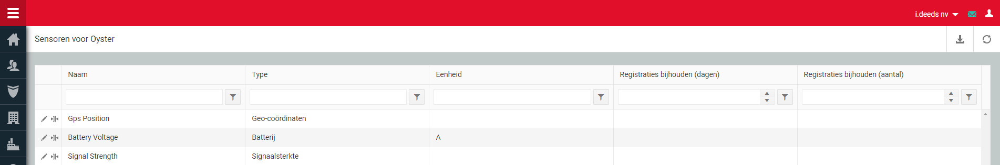 i.deeds nv
Sensoren voor Oyster
Naam Type Eenheid Registraties bijhouden (dagen) Registraties bijhouden (aantal)
Gps Position Geo-coördinaten
Battery Voltage Batterij A
Signal Strength Signaalsterkte